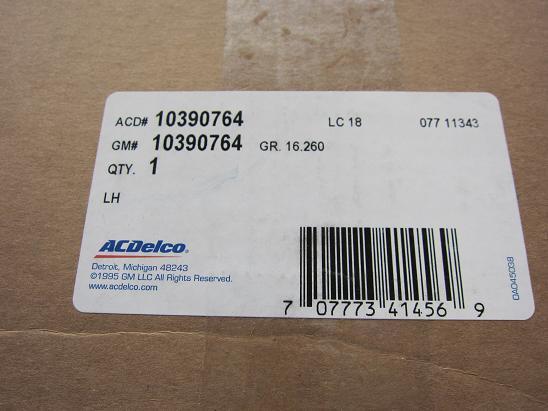 ACD# 10390764 LC 18 077 11343
GM# 10390764 GR. 16.260
QTY. 1
LH
ACDelco
Detroit, Michigan 48243
©1995 GM LLC All Rights Reserved.
www.acdelco.com
7 07773 41456 9
DAD45038